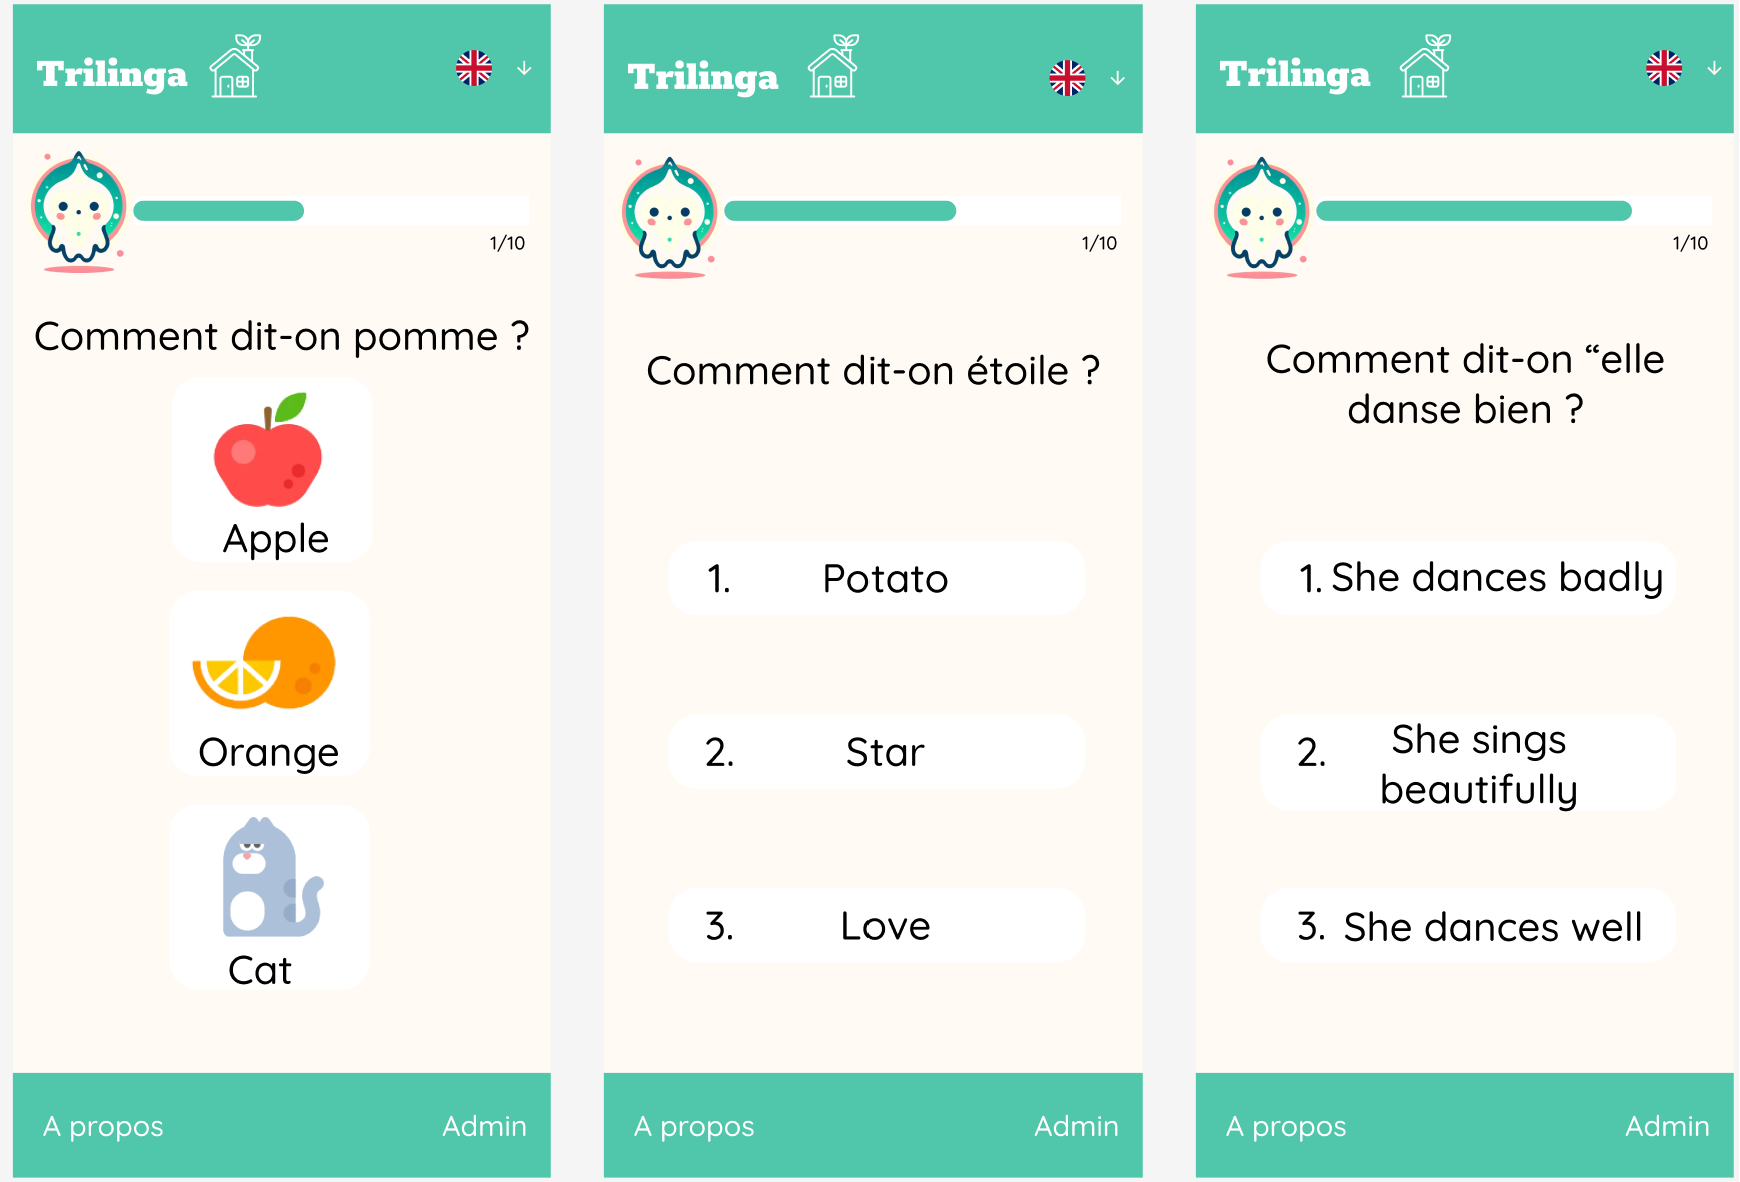 Trilinga
1/10
Comment dit-on pomme ?
Apple
Orange
Cat
A propos
Admin
Trilinga
1/10
Comment dit-on étoile ?
1. Potato
2. Star
3. Love
A propos
Admin
Trilinga
1/10
Comment dit-on “elle
danse bien ?
1. She dances badly
2. She sings
beautifully
3. She dances well
A propos
Admin